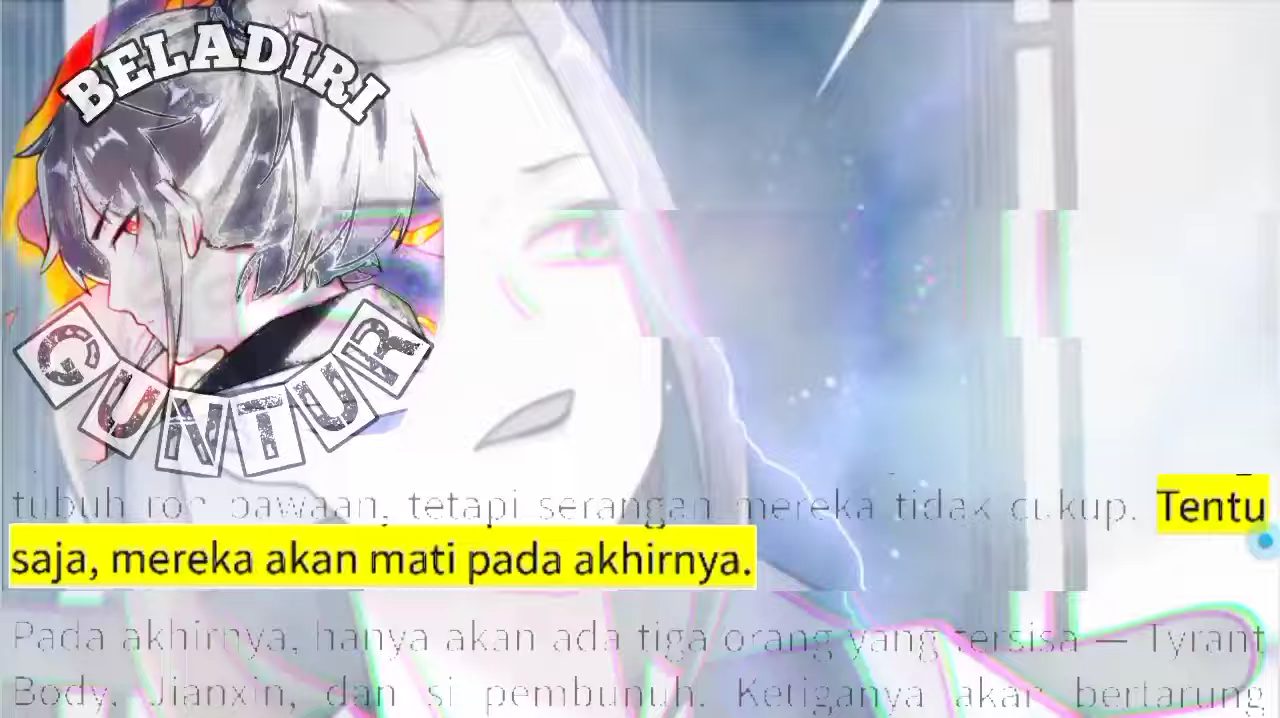 BELADIRI
GUNTUR
tubuh roh bawaan, tetapi serangan mereka tidak cukup. Tentu
saja, mereka akan mati pada akhirnya.
Pada akhirnya, hanya akan ada tiga orang yang tersisa — Tyrant
Body, Jianxin, dan si pembunuh. Ketiganya akan bertarung